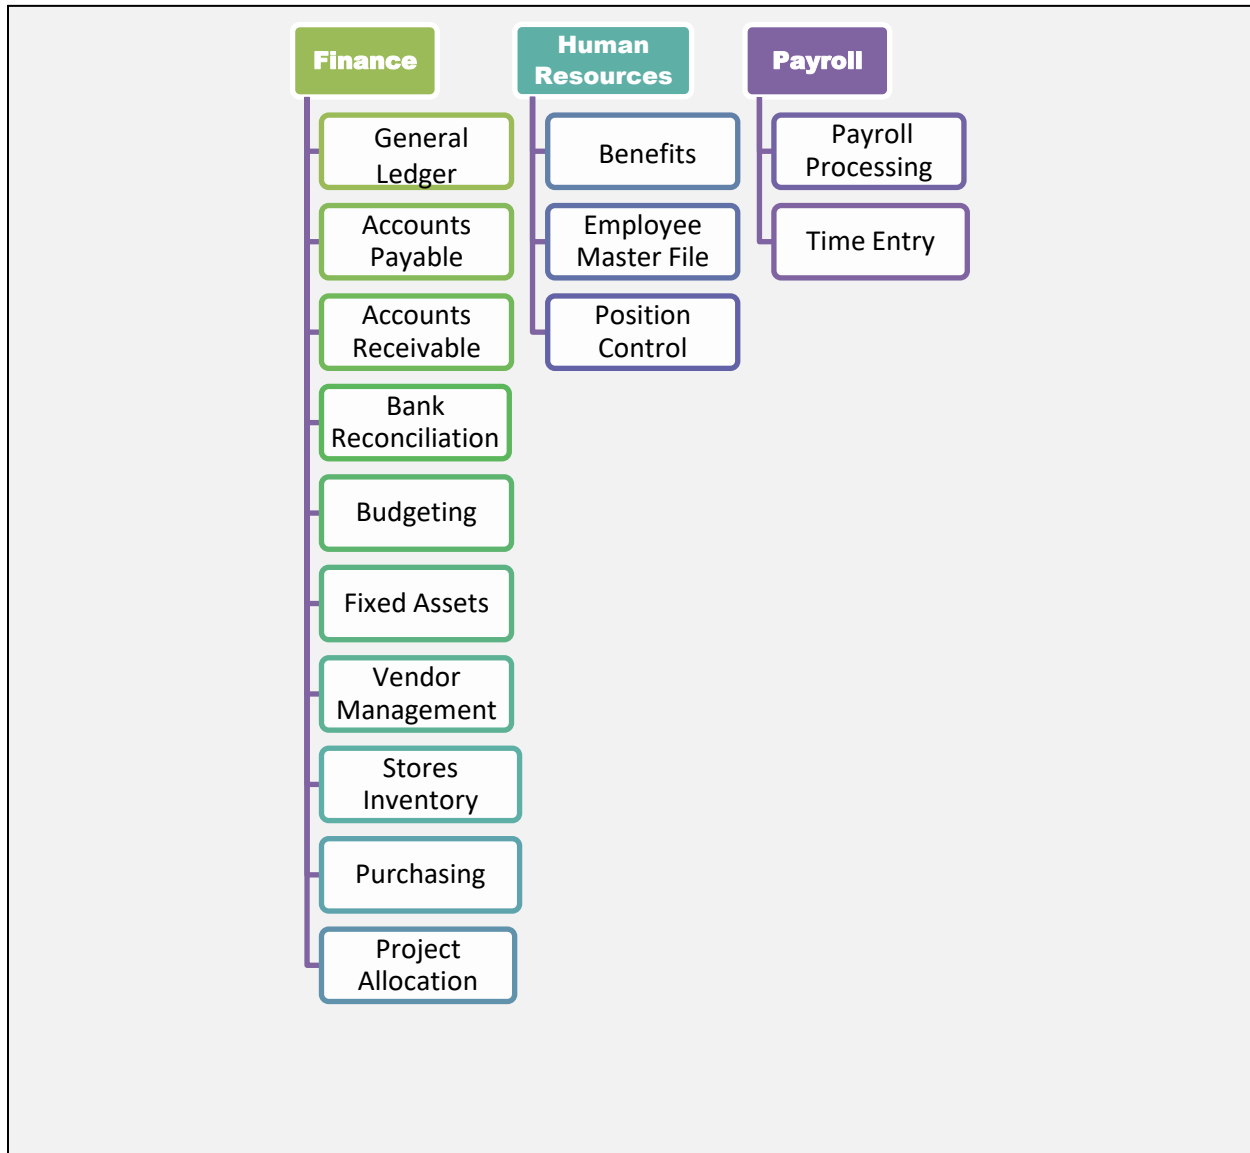 Finance
General
Ledger
Accounts
Payable
Accounts
Receivable
Bank
Reconciliation
Budgeting
Fixed Assets
Vendor
Management
Stores
Inventory
Purchasing
Project
Allocation
Human
Resources
Benefits
Employee
Master File
Position
Control
Payroll
Payroll
Processing
Time Entry